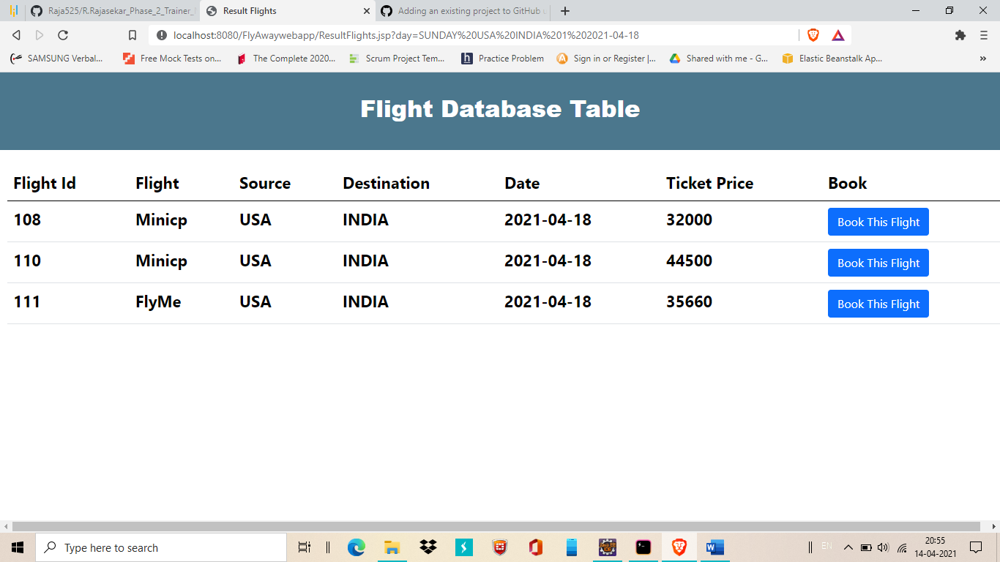 Raja525/R.Rajasekar_Phase_2_Trainer_ Result Flights Adding an existing project to GitHub
localhost:8080/FlyAwaywebapp/ResultFlights.jsp?day=SUNDAY%20USA%20INDIA%201%202021-04-18
SAMSUNG Verbal... Free Mock Tests on... The Complete 2020... Scrum Project Tem... Practice Problem Sign in or Register |... Shared with me - G... Elastic Beanstalk Ap... »
Flight Database Table
Flight Id Flight Source Destination Date Ticket Price Book
108 Minicp USA INDIA 2021-04-18 32000 Book This Flight
110 Minicp USA INDIA 2021-04-18 44500 Book This Flight
111 FlyMe USA INDIA 2021-04-18 35660 Book This Flight
Type here to search EN 20:55
14-04-2021